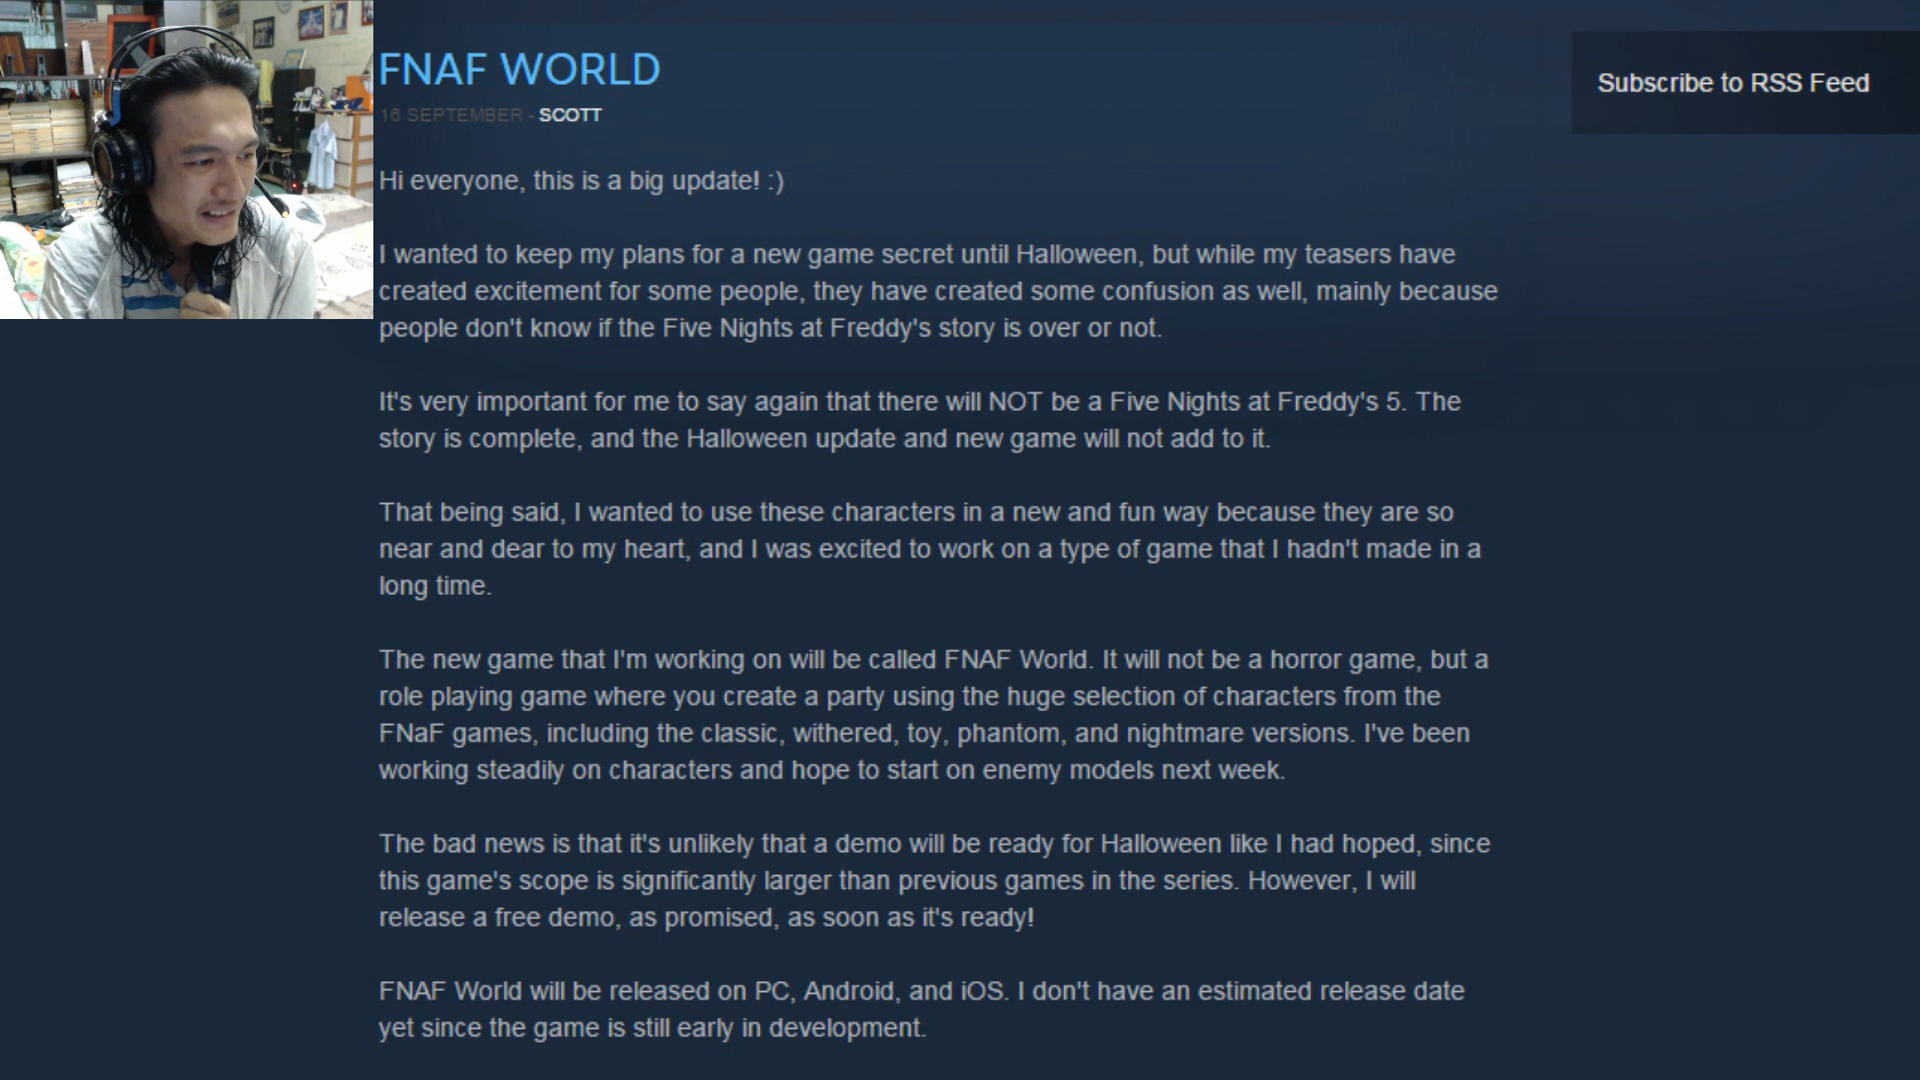 FNAF WORLD
16 SEPTEMBER - SCOTT
Subscribe to RSS Feed
Hi everyone, this is a big update! :)
I wanted to keep my plans for a new game secret until Halloween, but while my teasers have
created excitement for some people, they have created some confusion as well, mainly because
people don't know if the Five Nights at Freddy's story is over or not.
It's very important for me to say again that there will NOT be a Five Nights at Freddy's 5. The
story is complete, and the Halloween update and new game will not add to it.
That being said, I wanted to use these characters in a new and fun way because they are so
near and dear to my heart, and I was excited to work on a type of game that I hadn't made in a
long time.
The new game that I'm working on will be called FNAF World. It will not be a horror game, but a
role playing game where you create a party using the huge selection of characters from the
FNaF games, including the classic, withered, toy, phantom, and nightmare versions. I've been
working steadily on characters and hope to start on enemy models next week.
The bad news is that it's unlikely that a demo will be ready for Halloween like I had hoped, since
this game's scope is significantly larger than previous games in the series. However, I will
release a free demo, as promised, as soon as it's ready!
FNAF World will be released on PC, Android, and iOS. I don't have an estimated release date
yet since the game is still early in development.